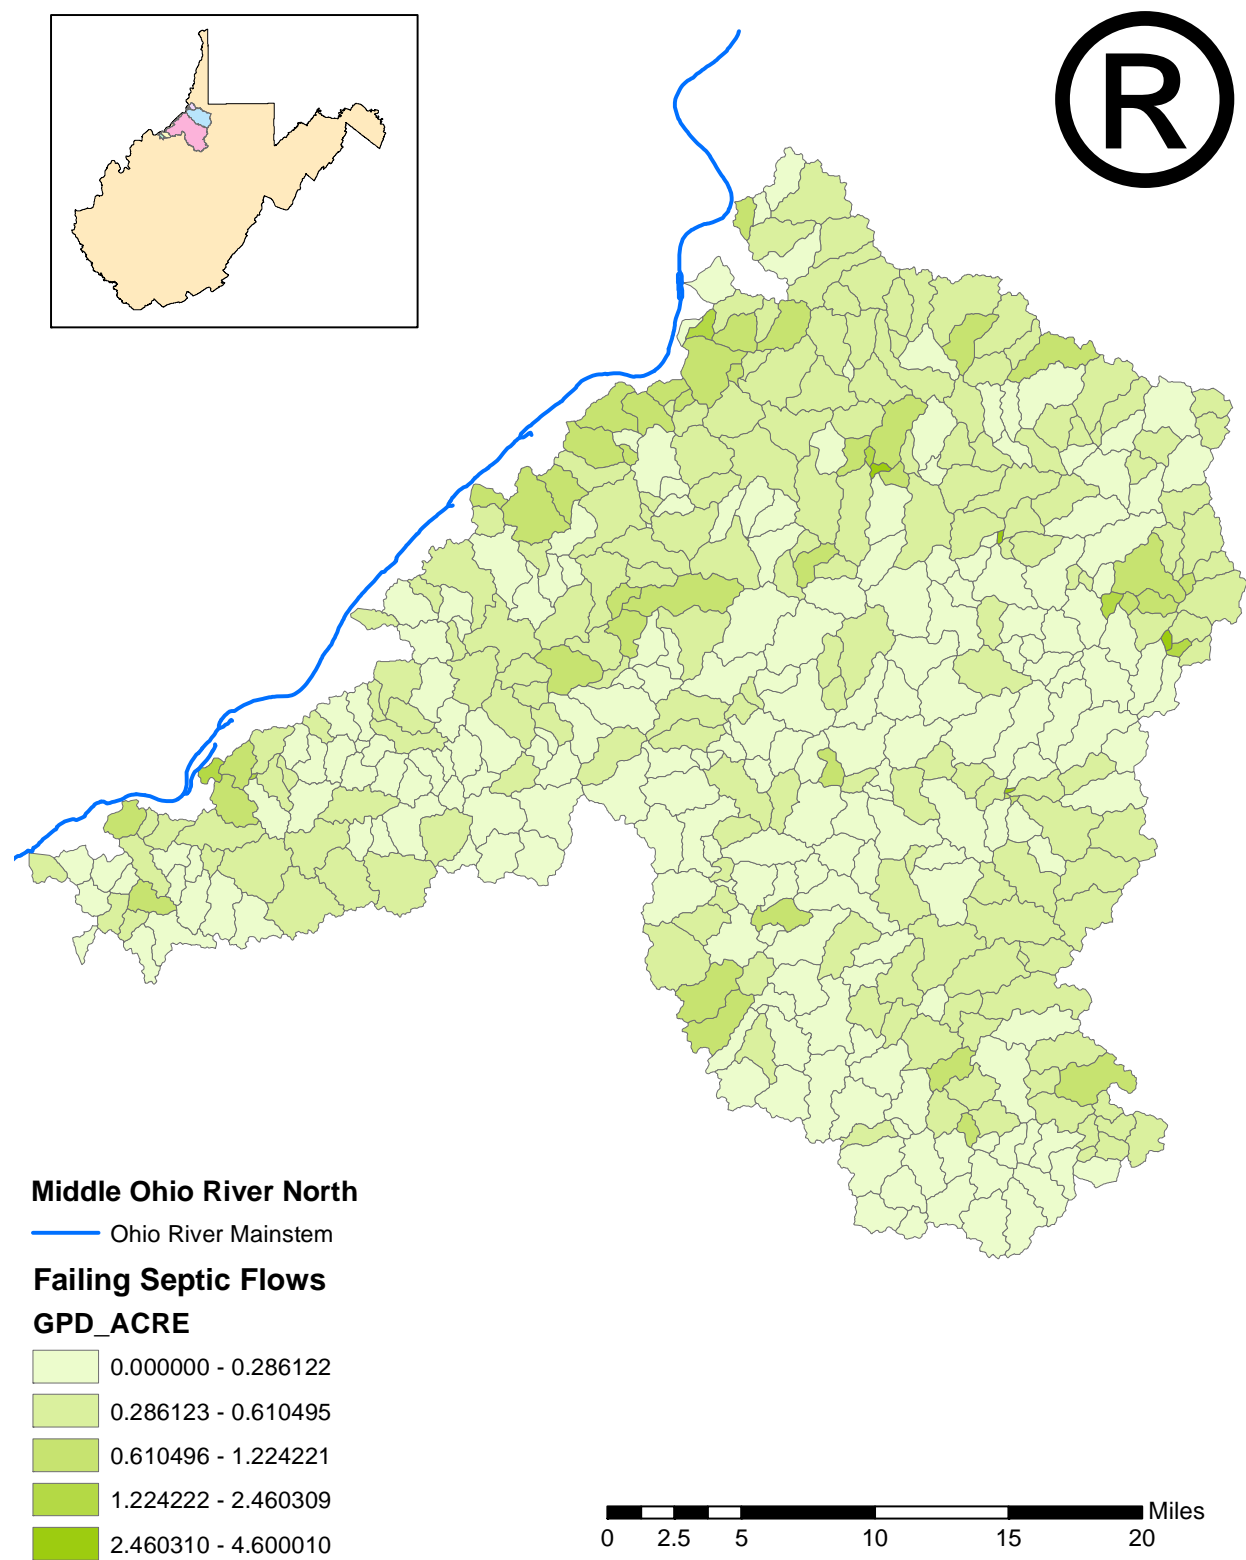 ®
Middle Ohio River North
Ohio River Mainstem
Failing Septic Flows
GPD_ACRE
0.000000 - 0.286122
0.286123 - 0.610495
0.610496 - 1.224221
1.224222 - 2.460309
2.460310 - 4.600010
Miles
0 2.5 5 10 15 20